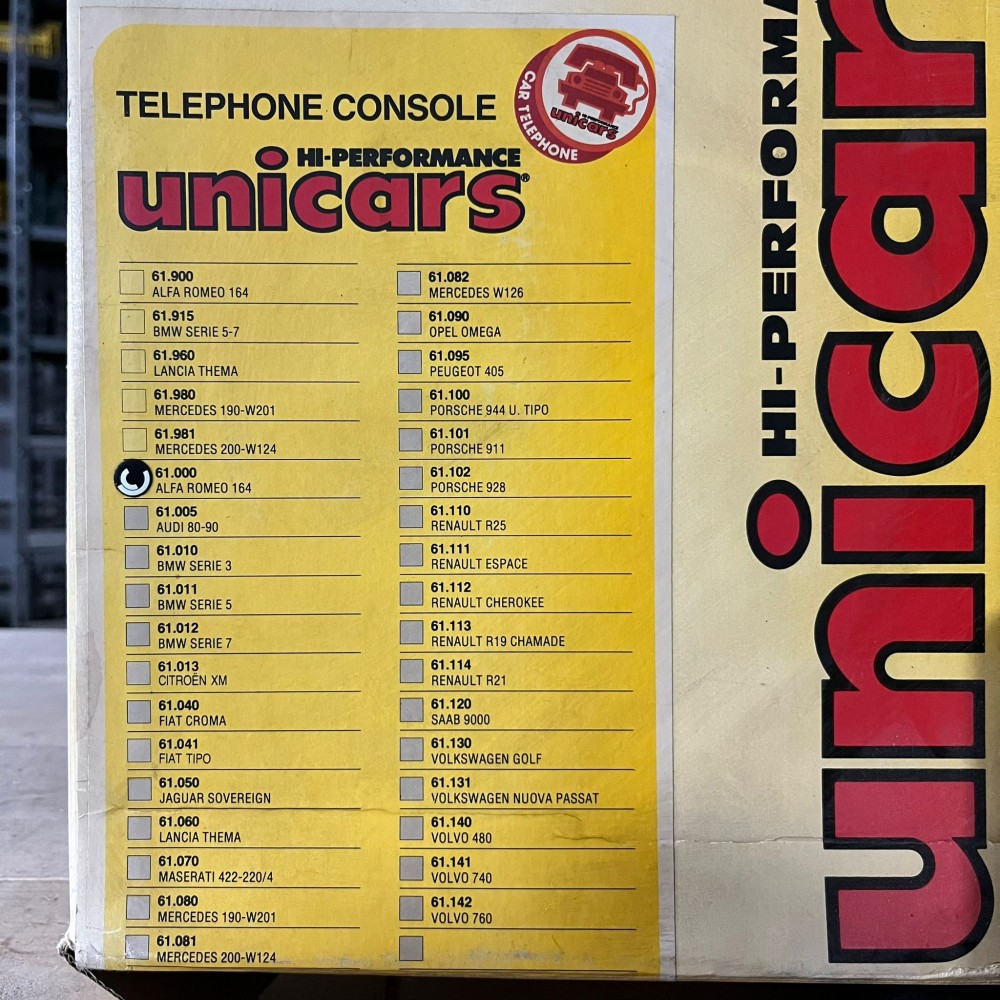 TELEPHONE CONSOLE
CAR TELEPHONE
HI-PERFORMANCE
unicars
HI-PERFORMANCE
unicars®
61.900
ALFA ROMEO 164
61.915
BMW SERIE 5-7
61.960
LANCIA THEMA
61.980
MERCEDES 190-W201
61.981
MERCEDES 200-W124
61.000
ALFA ROMEO 164
61.005
AUDI 80-90
61.010
BMW SERIE 3
61.011
BMW SERIE 5
61.012
BMW SERIE 7
61.013
CITROËN XM
61.040
FIAT CROMA
61.041
FIAT TIPO
61.050
JAGUAR SOVEREIGN
61.060
LANCIA THEMA
61.070
MASERATI 422-220/4
61.080
MERCEDES 190-W201
61.081
MERCEDES 200-W124
61.082
MERCEDES W126
61.090
OPEL OMEGA
61.095
PEUGEOT 405
61.100
PORSCHE 944 U. TIPO
61.101
PORSCHE 911
61.102
PORSCHE 928
61.110
RENAULT R25
61.111
RENAULT ESPACE
61.112
RENAULT CHEROKEE
61.113
RENAULT R19 CHAMADE
61.114
RENAULT R21
61.120
SAAB 9000
61.130
VOLKSWAGEN GOLF
61.131
VOLKSWAGEN NUOVA PASSAT
61.140
VOLVO 480
61.141
VOLVO 740
61.142
VOLVO 760
HI-PERFORMA
unicar